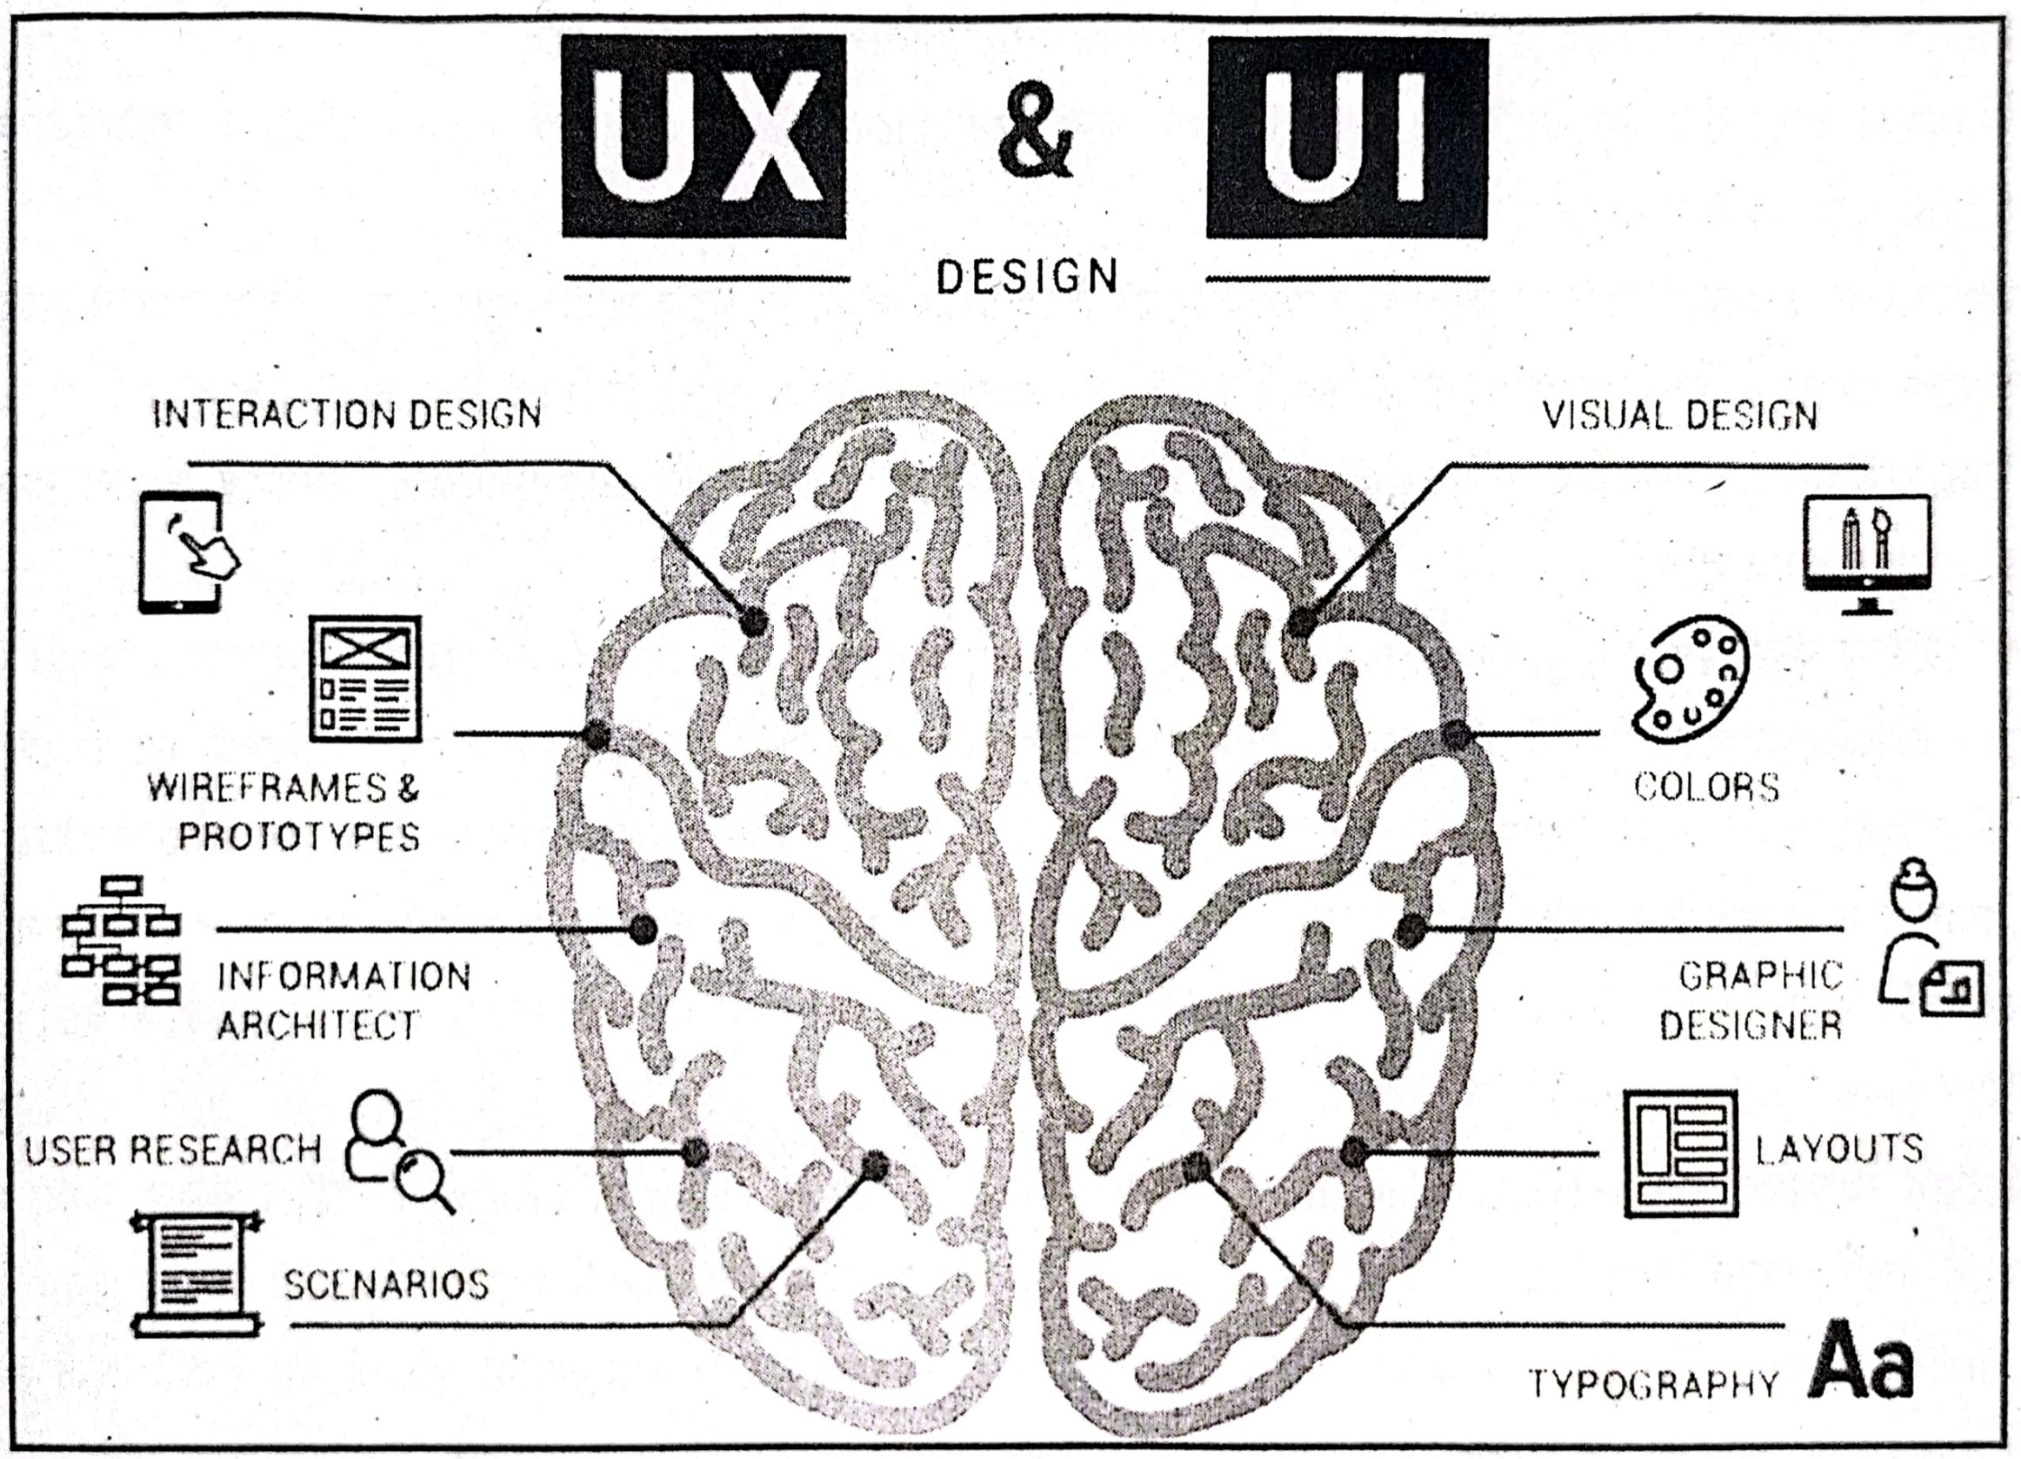 UX & UI
DESIGN
INTERACTION DESIGN
VISUAL DESIGN
WIREFRAMES &
PROTOTYPES
COLORS
INFORMATION
ARCHITECT
GRAPHIC
DESIGNER
USER RESEARCH
LAYOUTS
SCENARIOS
TYPOGRAPHY Aa